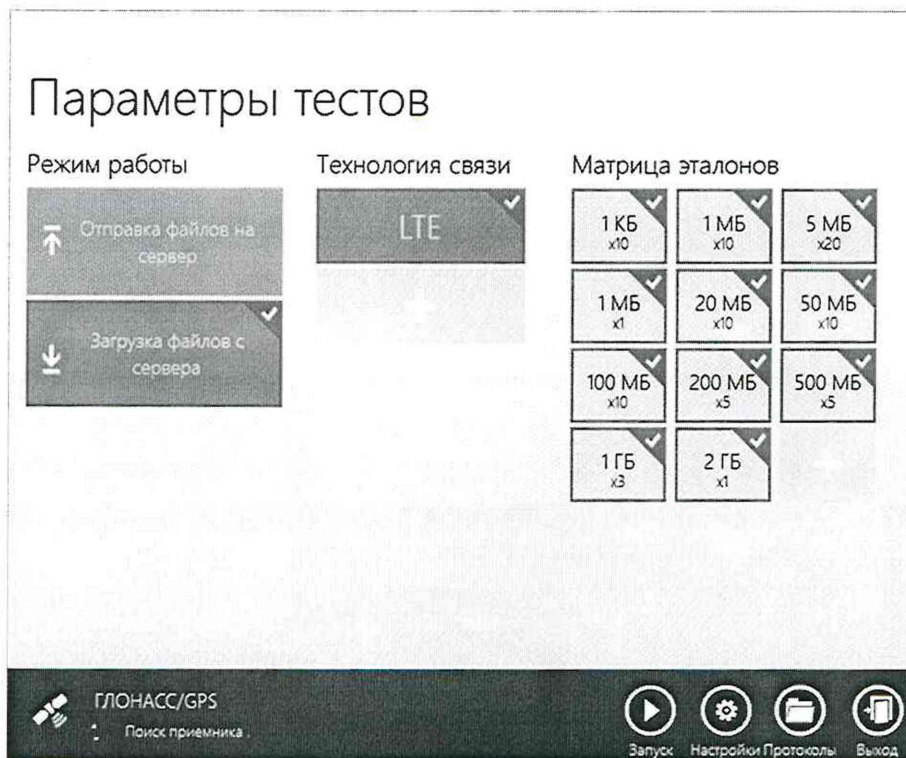 Параметры тестов
Режим работы
Отправка файлов на
сервер
Загрузка файлов с
сервера
Технология связи
LTE
Матрица эталонов
1 КБ
x10
1 МБ
x10
5 МБ
x20
1 МБ
x1
20 МБ
x10
50 МБ
x10
100 МБ
x10
200 МБ
x5
500 МБ
x5
1 ГБ
x3
2 ГБ
x1
ГЛОНАСС/GPS
Поиск приемника .
Запуск
Настройки
Протоколы
Выход